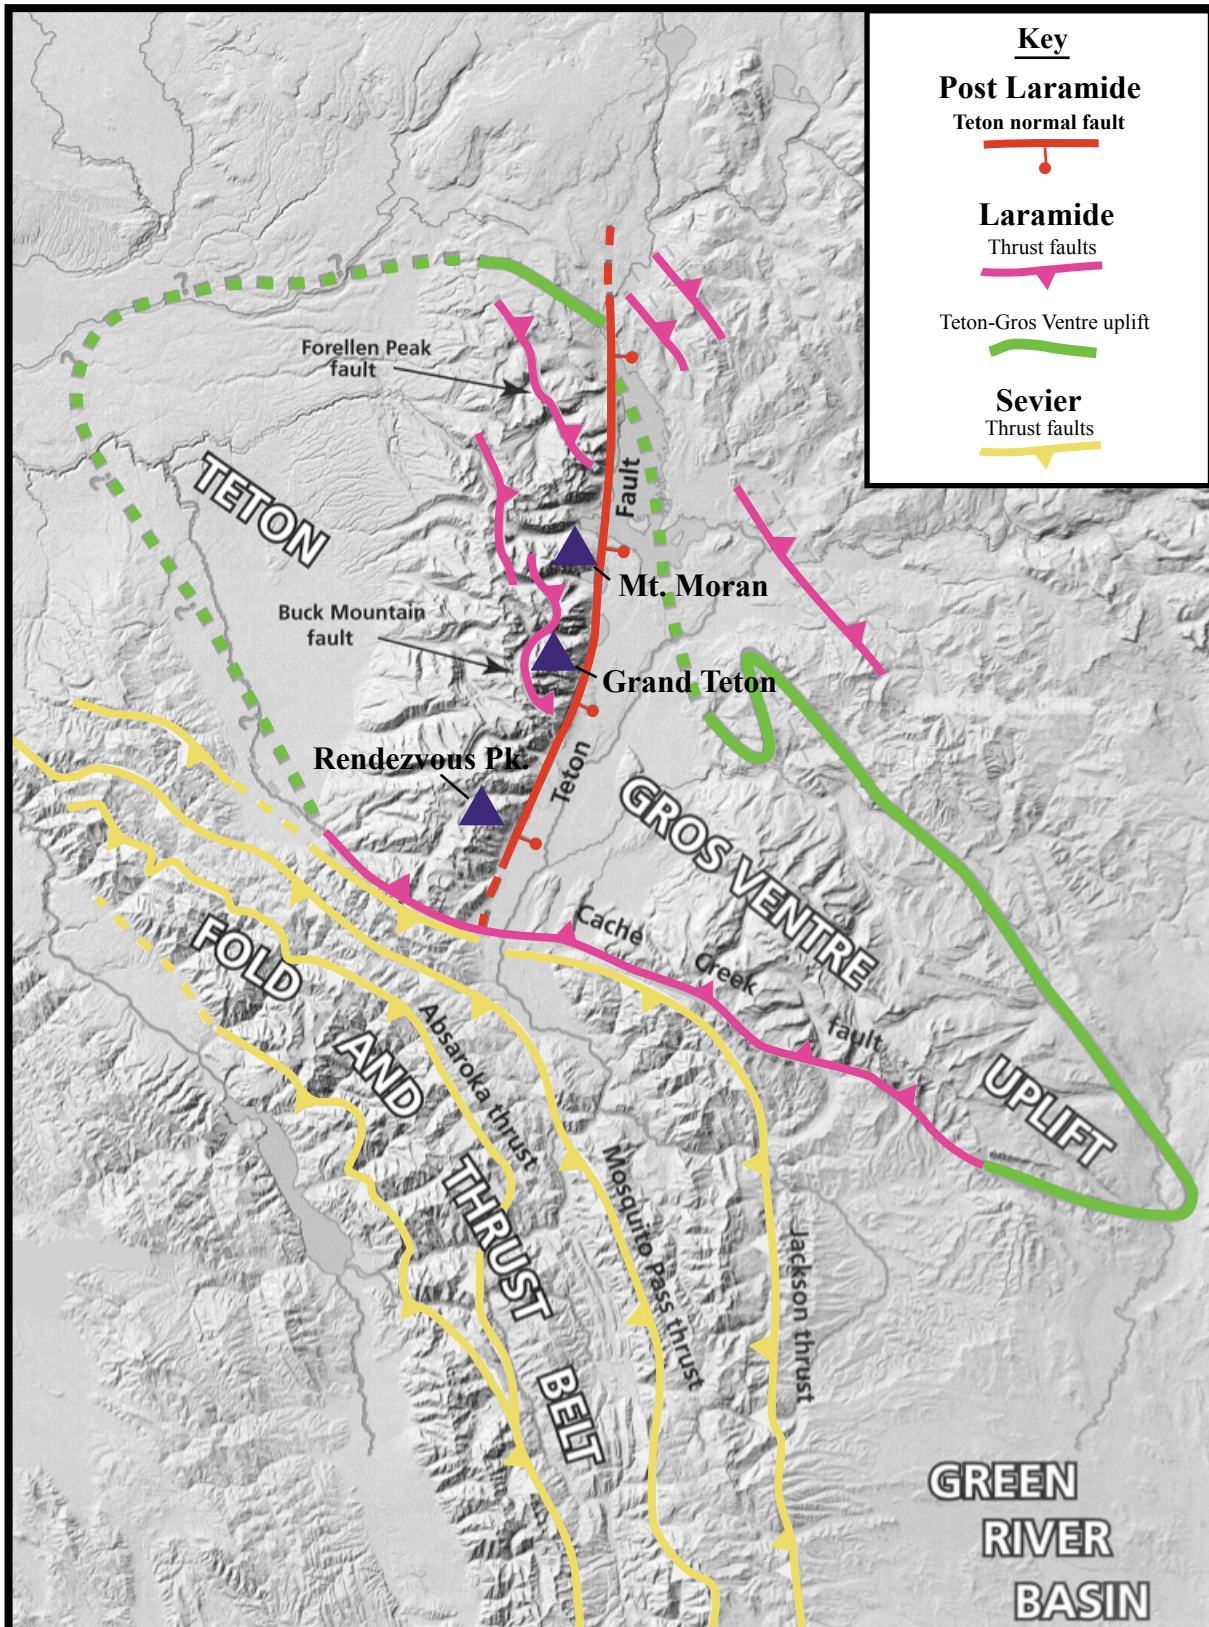 Key
Post Laramide
Teton normal fault
Laramide
Thrust faults
Teton-Gros Ventre uplift
Sevier
Thrust faults
Forellen Peak
fault
TETON
Fault
Mt. Moran
Buck Mountain
fault
Grand Teton
Rendezvous Pk.
Teton
GROS VENTRE
UPLIFT
Cache
Creek
fault
FOLD
AND
THRUST
BELT
Absaroka thrust
Mosquito Pass thrust
Jackson thrust
GREEN
RIVER
BASIN